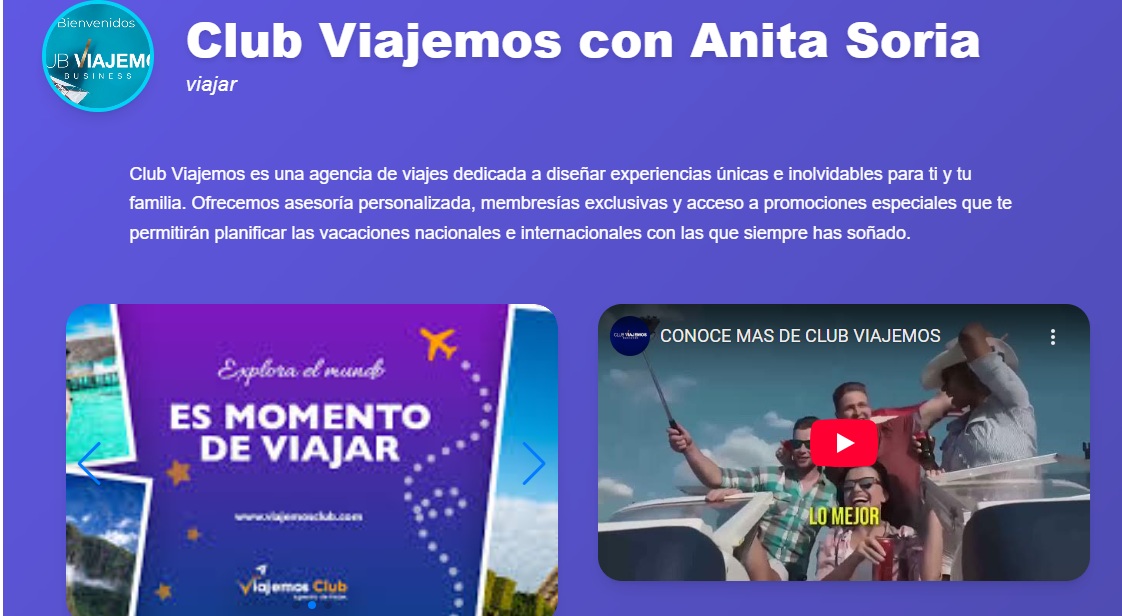 Bienvenidos
UB VIAJEMO
BUSINESS
Club Viajemos con Anita Soria
viajar
Club Viajemos es una agencia de viajes dedicada a diseñar experiencias únicas e inolvidables para ti y tu
familia. Ofrecemos asesoría personalizada, membresías exclusivas y acceso a promociones especiales que te
permitirán planificar las vacaciones nacionales e internacionales con las que siempre has soñado.
Explora el mundo
ES MOMENTO
DE VIAJAR
www.viajemosclub.com
Viajemos Club
agencia de viajes
CLUB VIAJEMOS
CONOCE MAS DE CLUB VIAJEMOS
LO MEJOR